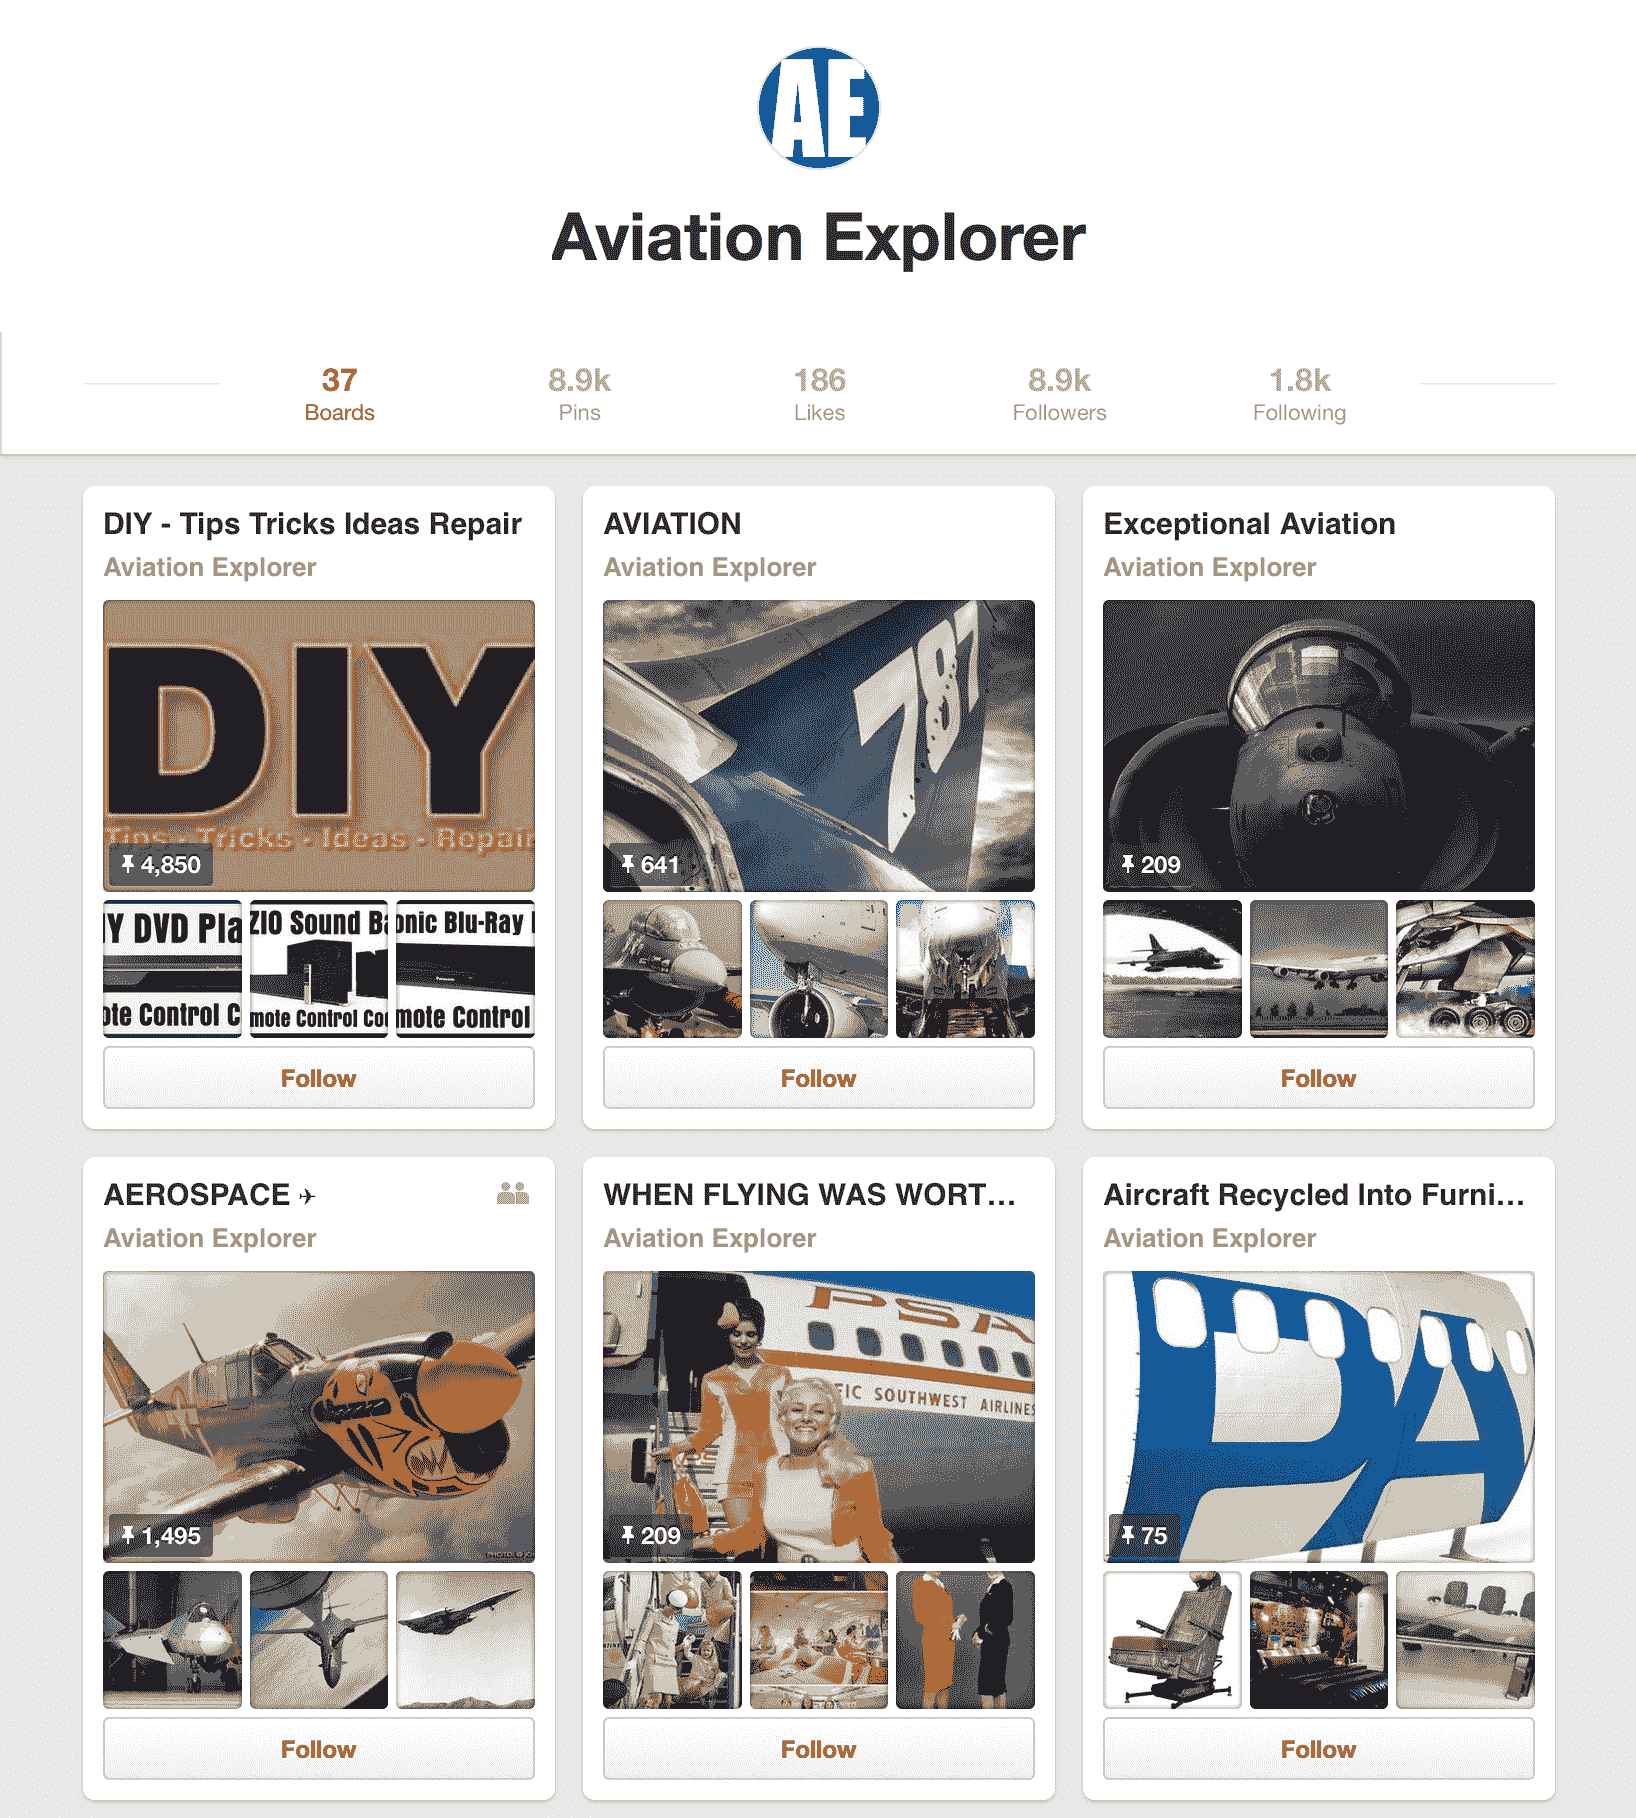 AE
Aviation Explorer
37
8.9k
186
8.9k
1.8k
Boards
Pins
Likes
Followers
Following
DIY - Tips Tricks Ideas Repair
Aviation Explorer
DIY
Tips - Tricks - Ideas - Repair
4,850
Y DVD Pla
ote Control C
ZIO Sound Ba
mote Control Co
onic Blu-Ray
mote Control
Follow
AVIATION
Aviation Explorer
787
641
Follow
Exceptional Aviation
Aviation Explorer
209
Follow
AEROSPACE ✈
Aviation Explorer
1,495
Follow
WHEN FLYING WAS WORT...
Aviation Explorer
PSA
FIC SOUTHWEST AIRLINES
209
Follow
Aircraft Recycled Into Furni...
Aviation Explorer
PA
75
Follow